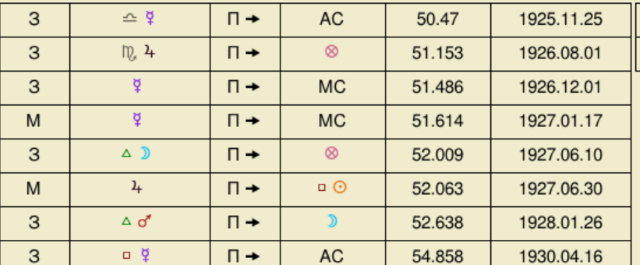 З ♎ ☿ П ➔ AC 50.47 1925.11.25
З ♏ ♃ П ➔ ⊗ 51.153 1926.08.01
З ☿ П ➔ MC 51.486 1926.12.01
М ☿ П ➔ MC 51.614 1927.01.17
З △ ☽ П ➔ ⊗ 52.009 1927.06.10
М ♃ П ➔ □ ☉ 52.063 1927.06.30
З △ ♂ П ➔ ☽ 52.638 1928.01.26
З □ ☿ П ➔ AC 54.858 1930.04.16